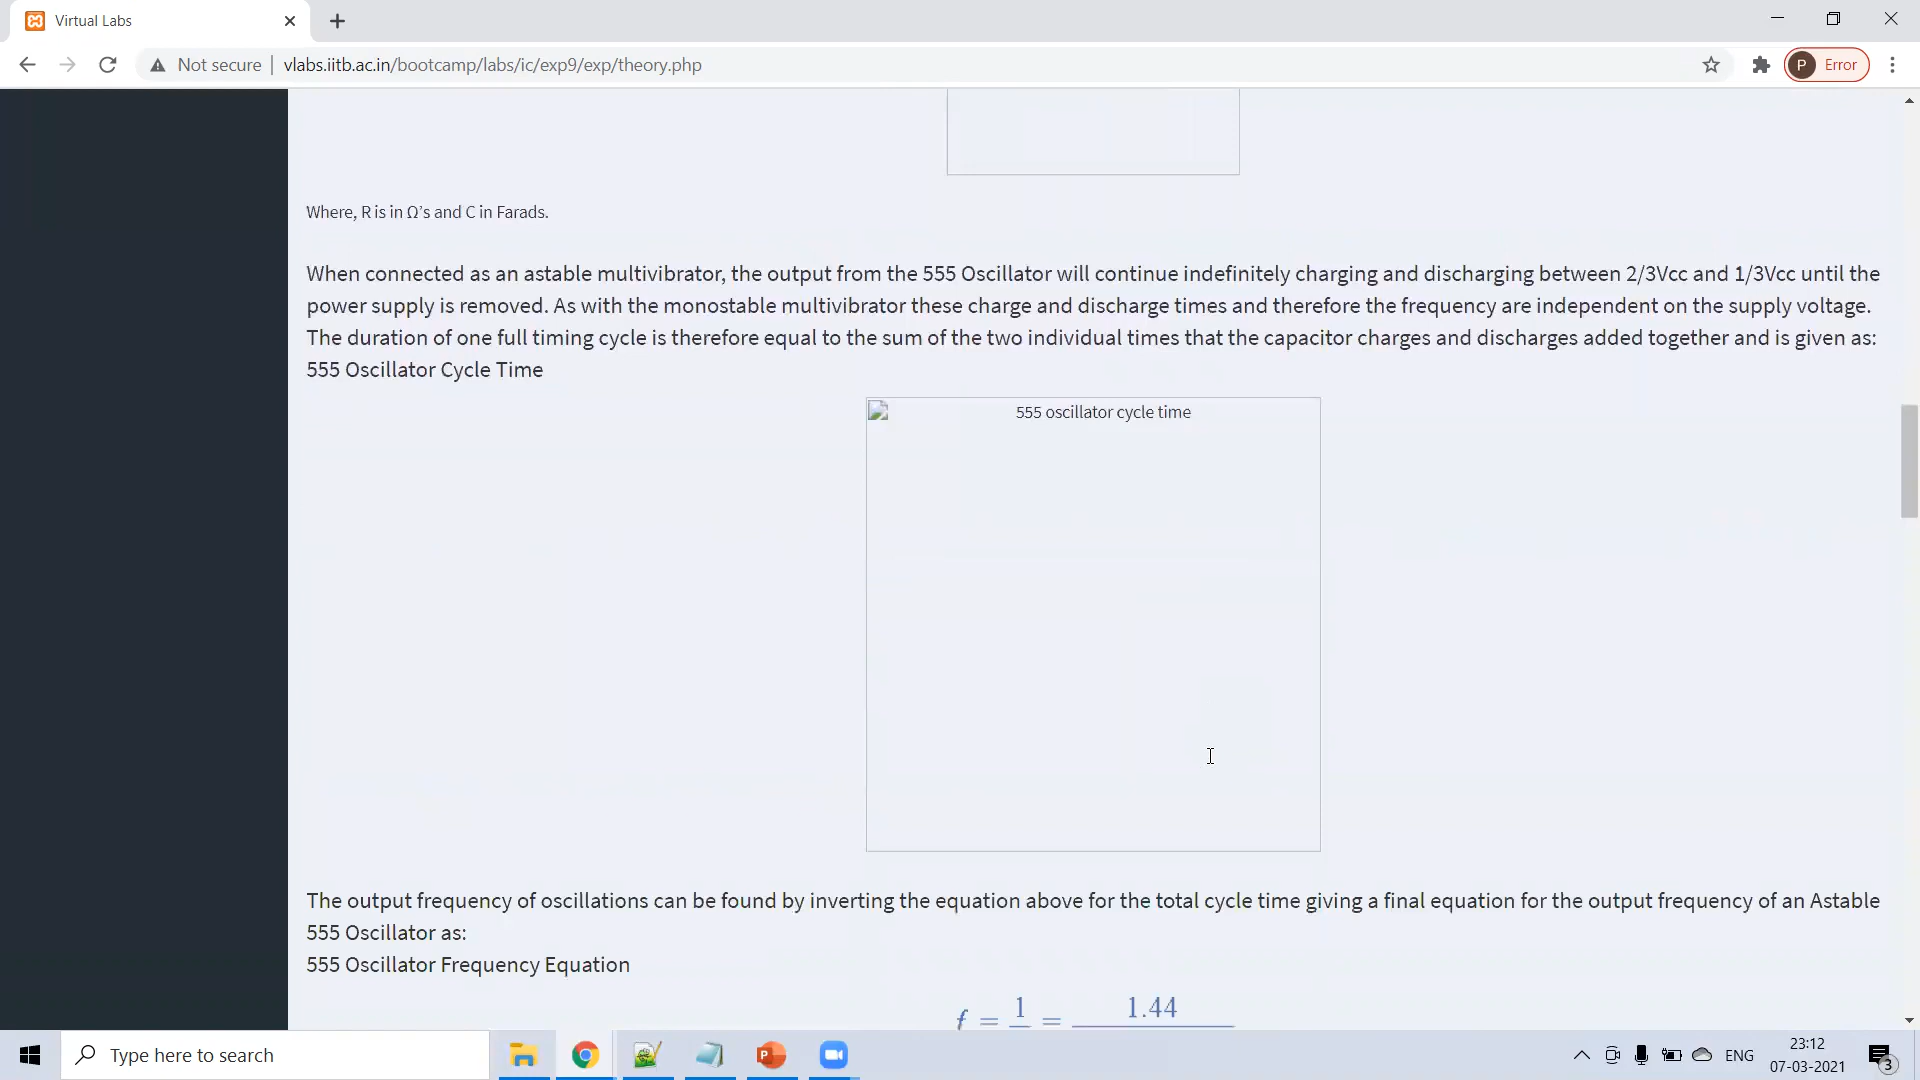 Virtual Labs
Not secure
vlabs.iitb.ac.in/bootcamp/labs/ic/exp9/exp/theory.php
P Error
Where, R is in Ω’s and C in Farads.
When connected as an astable multivibrator, the output from the 555 Oscillator will continue indefinitely charging and discharging between 2/3Vcc and 1/3Vcc until the
power supply is removed. As with the monostable multivibrator these charge and discharge times and therefore the frequency are independent on the supply voltage.
The duration of one full timing cycle is therefore equal to the sum of the two individual times that the capacitor charges and discharges added together and is given as:
555 Oscillator Cycle Time
555 oscillator cycle time
The output frequency of oscillations can be found by inverting the equation above for the total cycle time giving a final equation for the output frequency of an Astable
555 Oscillator as:
555 Oscillator Frequency Equation
f = 1 = 1.44
Type here to search
P
ENG
23:12
07-03-2021
3